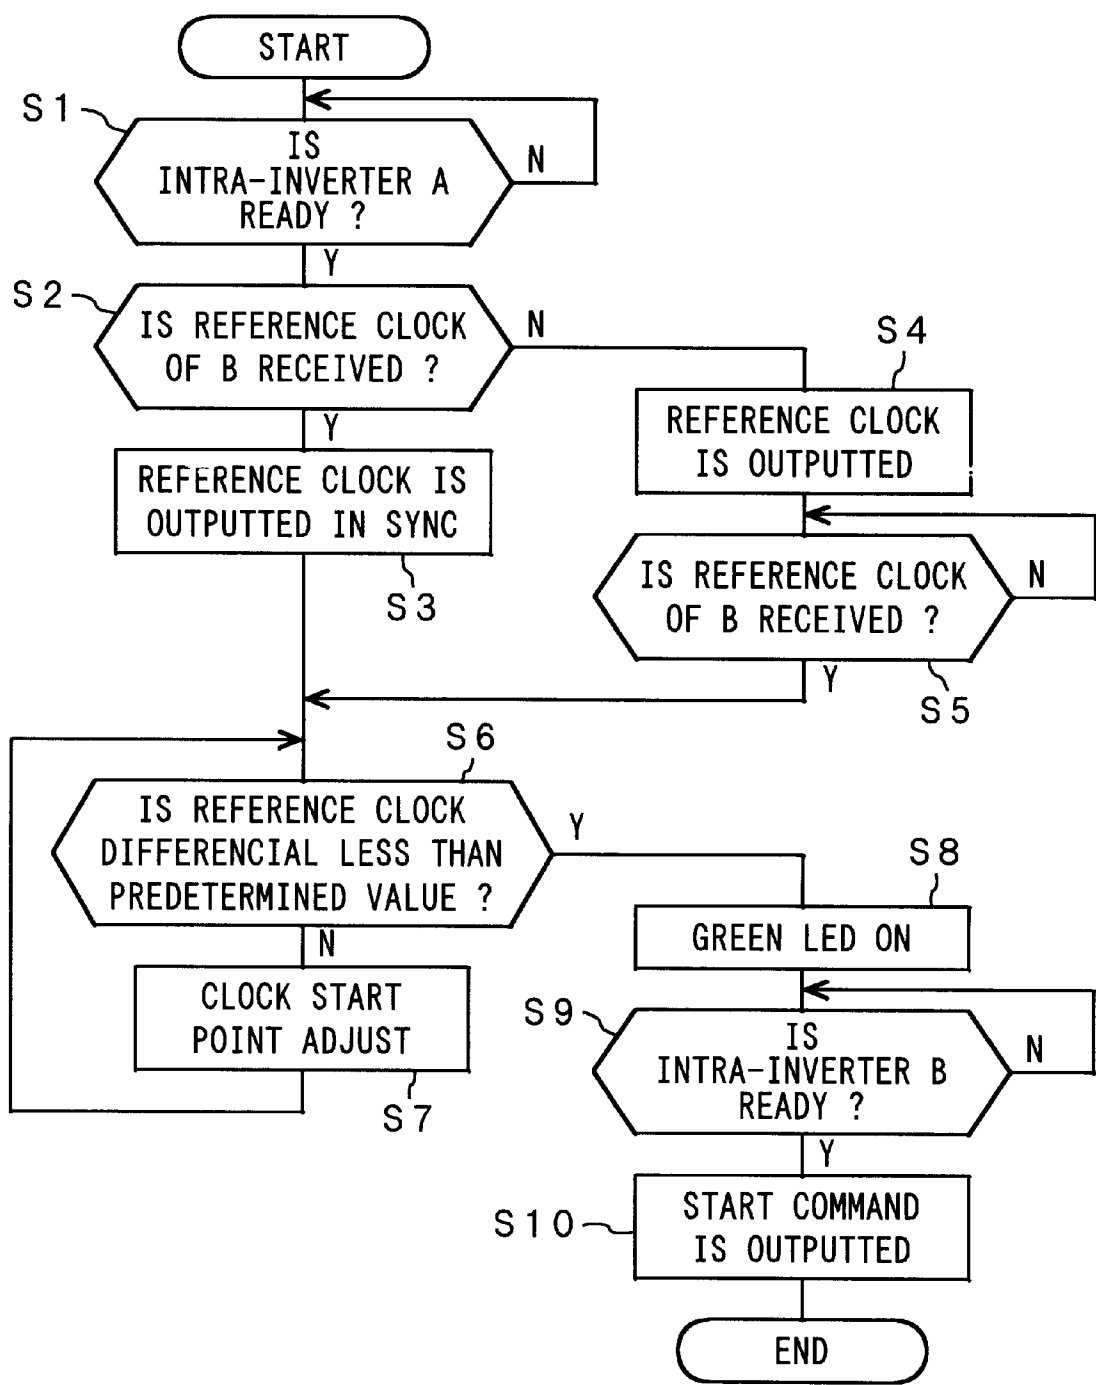 START
S1
IS
INTRA-INVERTER A
READY ?
N
Y
S2
IS REFERENCE CLOCK
OF B RECEIVED ?
N
Y
S4
REFERENCE CLOCK
IS OUTPUTTED
REFERENCE CLOCK IS
OUTPUTTED IN SYNC
S3
IS REFERENCE CLOCK
OF B RECEIVED ?
N
Y
S5
S6
IS REFERENCE CLOCK
DIFFERENCIAL LESS THAN
PREDETERMINED VALUE ?
Y
N
CLOCK START
POINT ADJUST
S7
S8
GREEN LED ON
S9
IS
INTRA-INVERTER B
READY ?
N
Y
S10
START COMMAND
IS OUTPUTTED
END